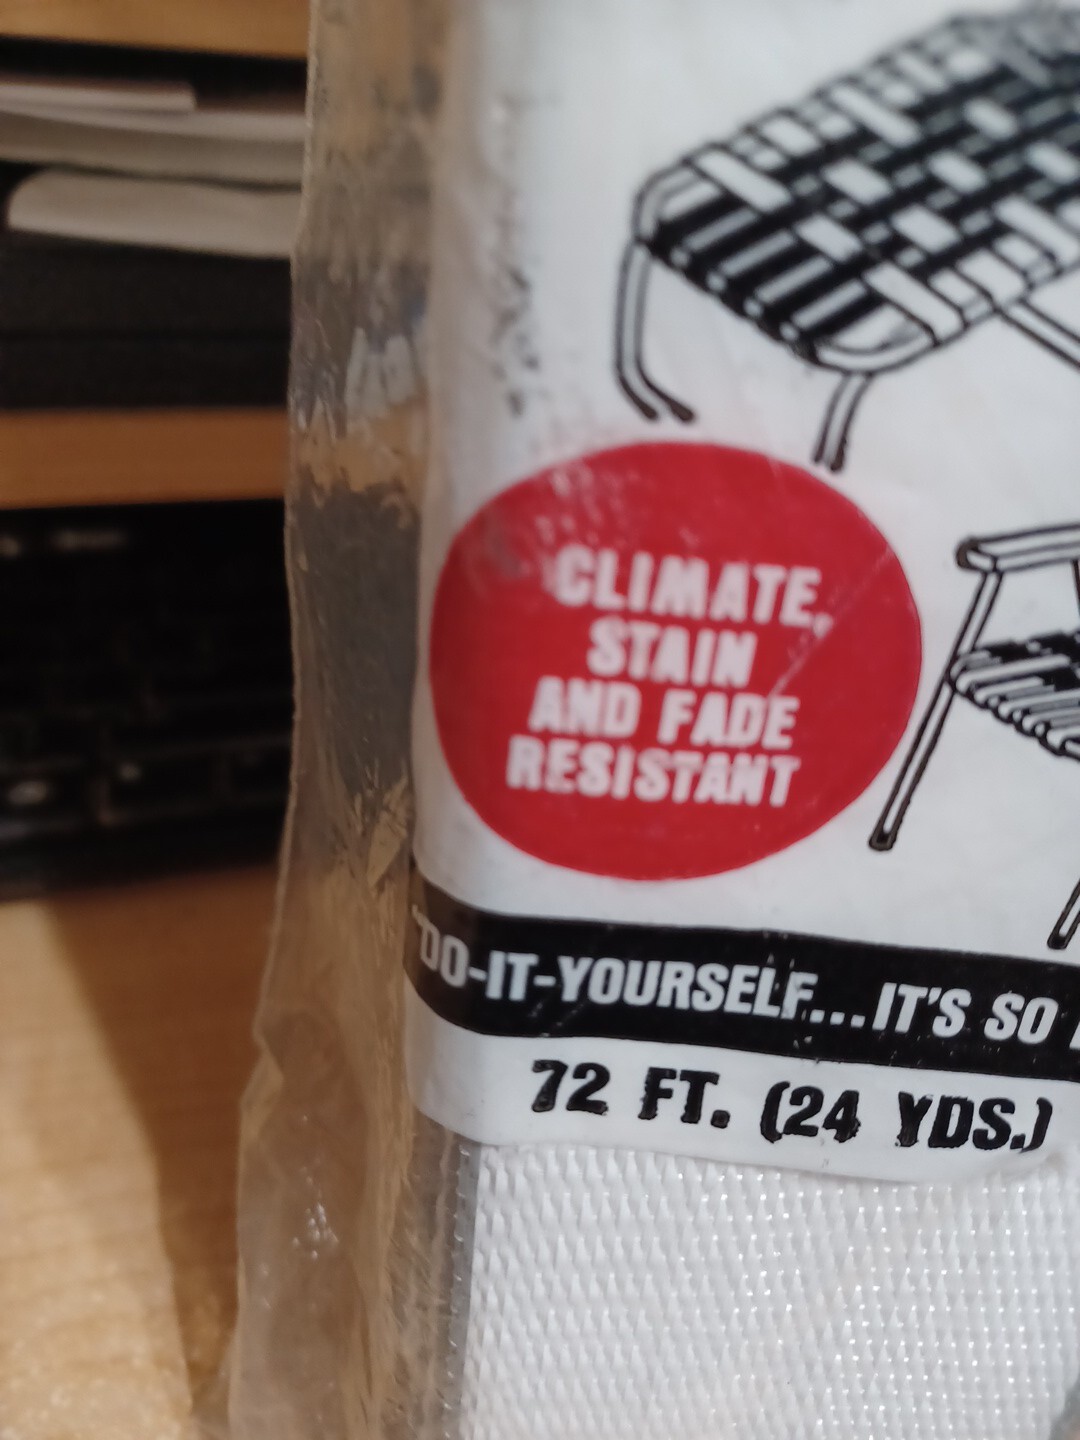 CLIMATE,
STAIN
AND FADE
RESISTANT
"DO-IT-YOURSELF...IT'S SO
72 FT. (24 YDS.)